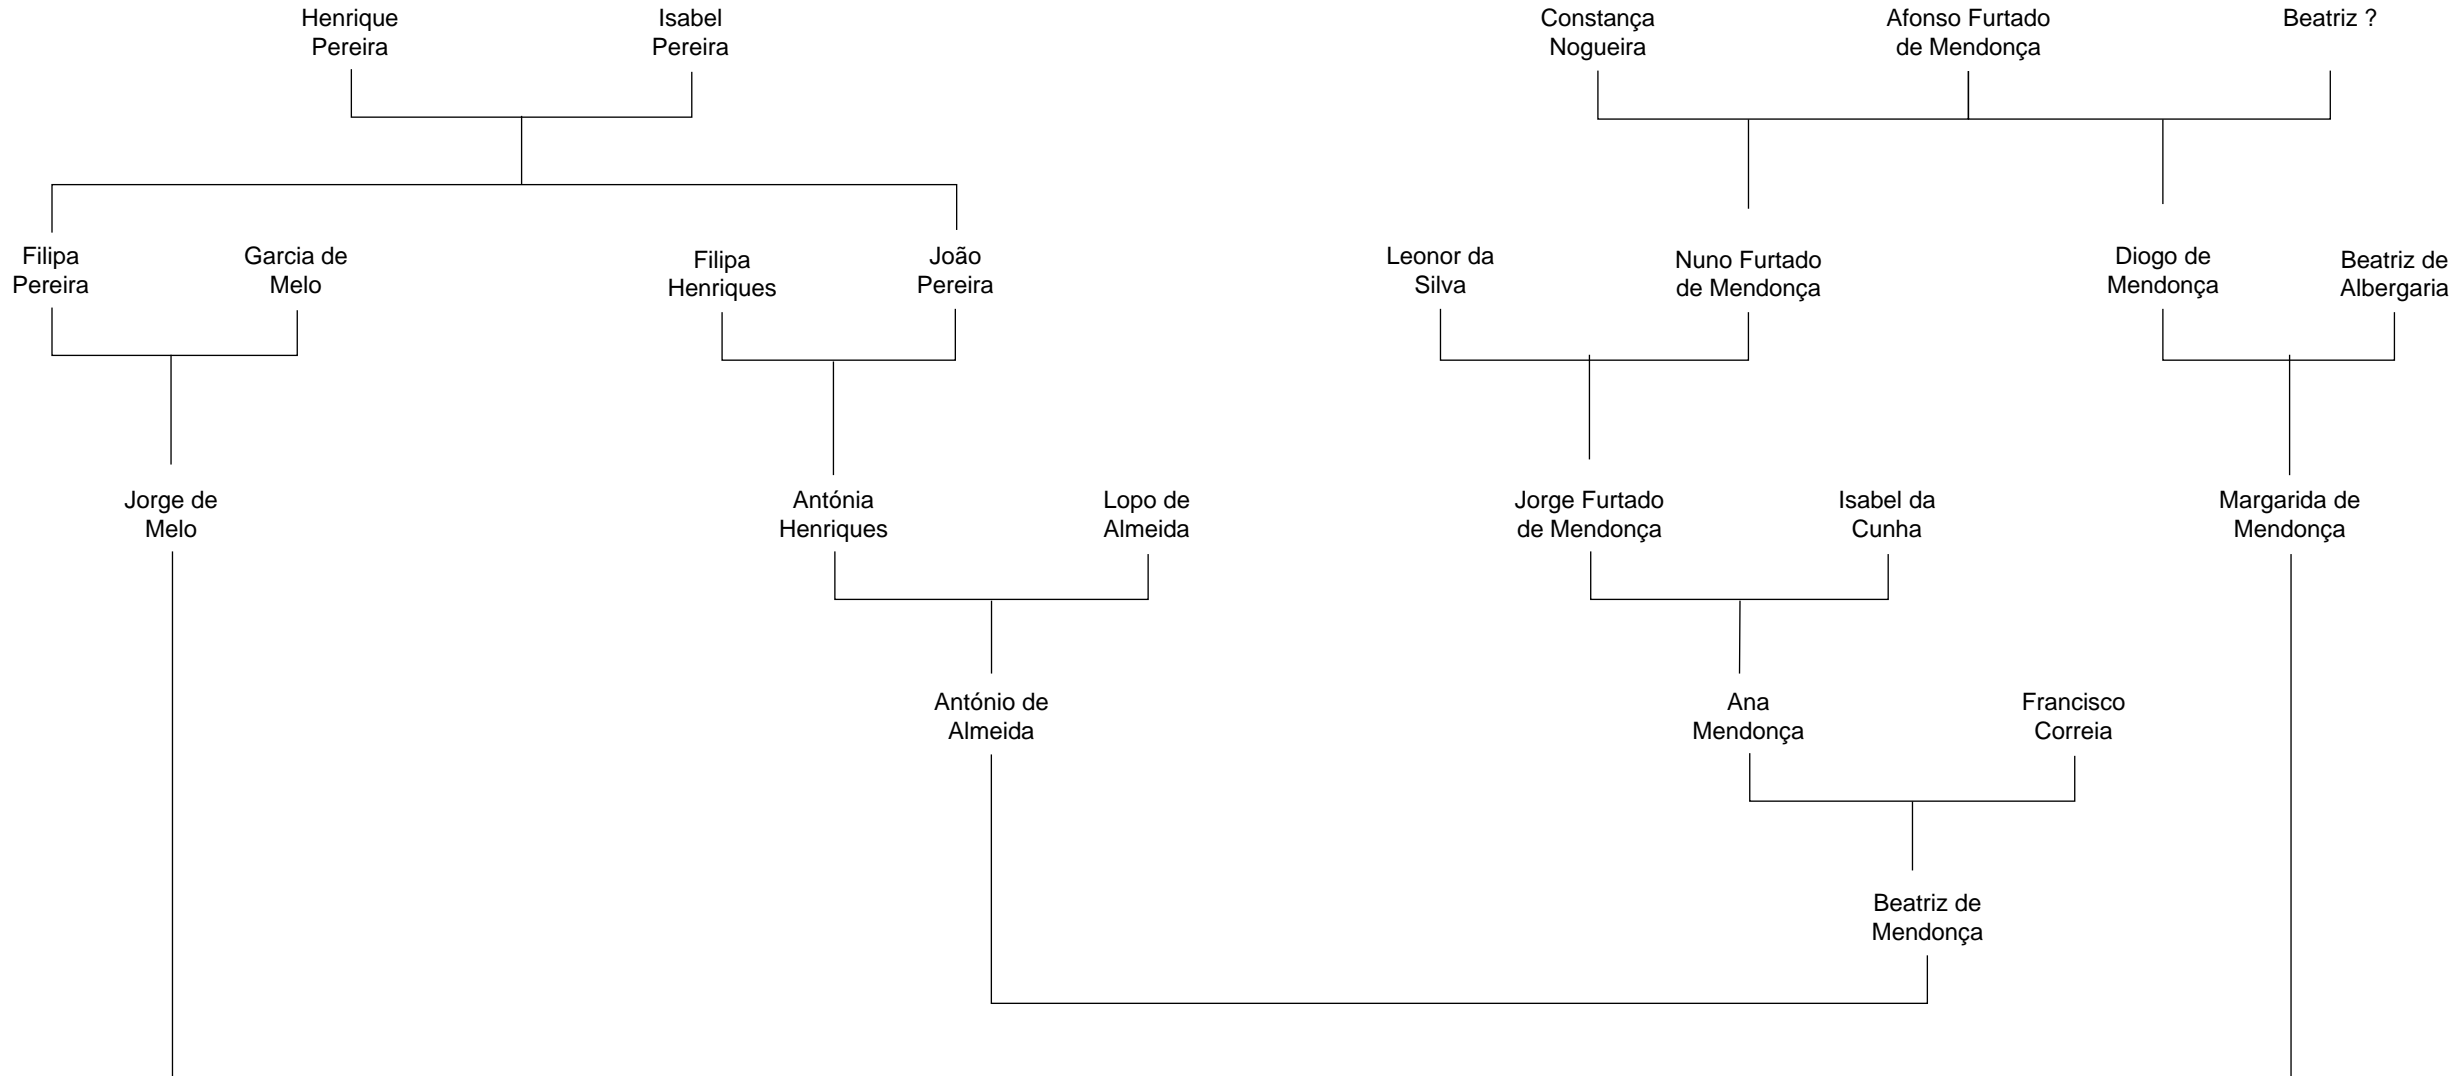 Henrique
Pereira
Isabel
Pereira
Constança
Nogueira
Afonso Furtado
de Mendonça
Beatriz ?
Filipa
Pereira
Garcia de
Melo
Filipa
Henriques
João
Pereira
Leonor da
Silva
Nuno Furtado
de Mendonça
Diogo de
Mendonça
Beatriz de
Albergaria
Jorge de
Melo
Antónia
Henriques
Lopo de
Almeida
Jorge Furtado
de Mendonça
Isabel da
Cunha
Margarida de
Mendonça
António de
Almeida
Ana
Mendonça
Francisco
Correia
Beatriz de
Mendonça